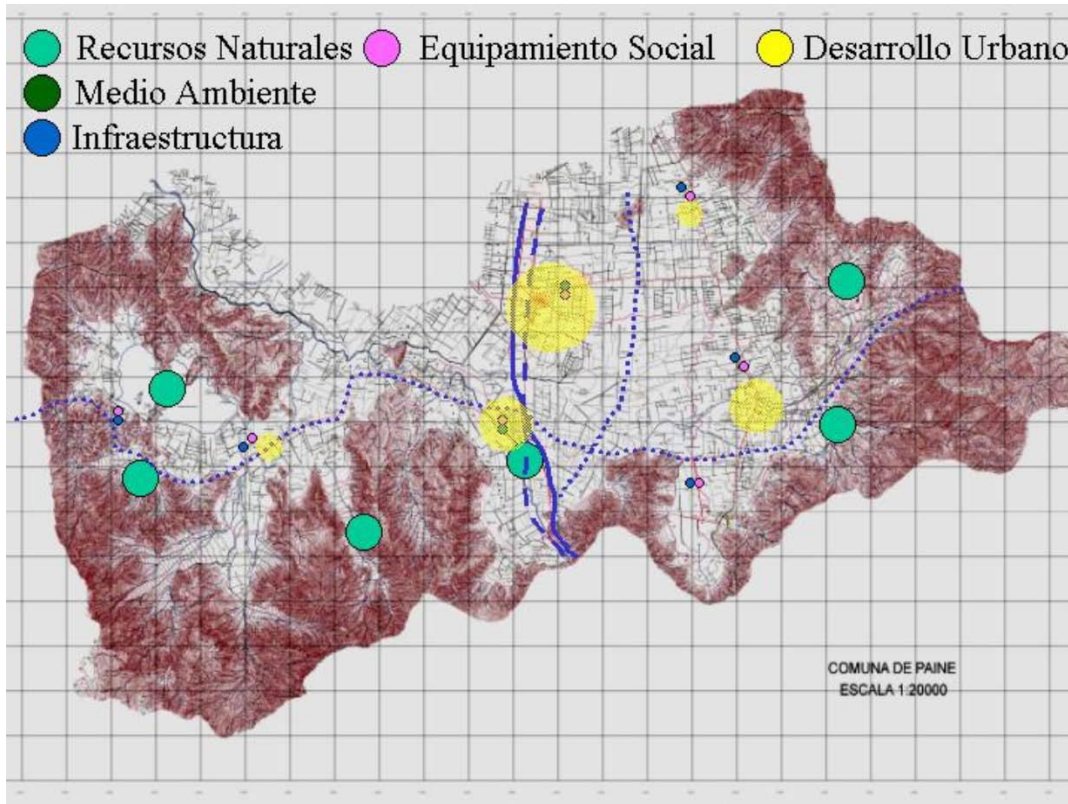 Recursos Naturales
Equipamiento Social
Desarrollo Urbano
Medio Ambiente
Infraestructura
COMUNA DE PAINE
ESCALA 1:20000